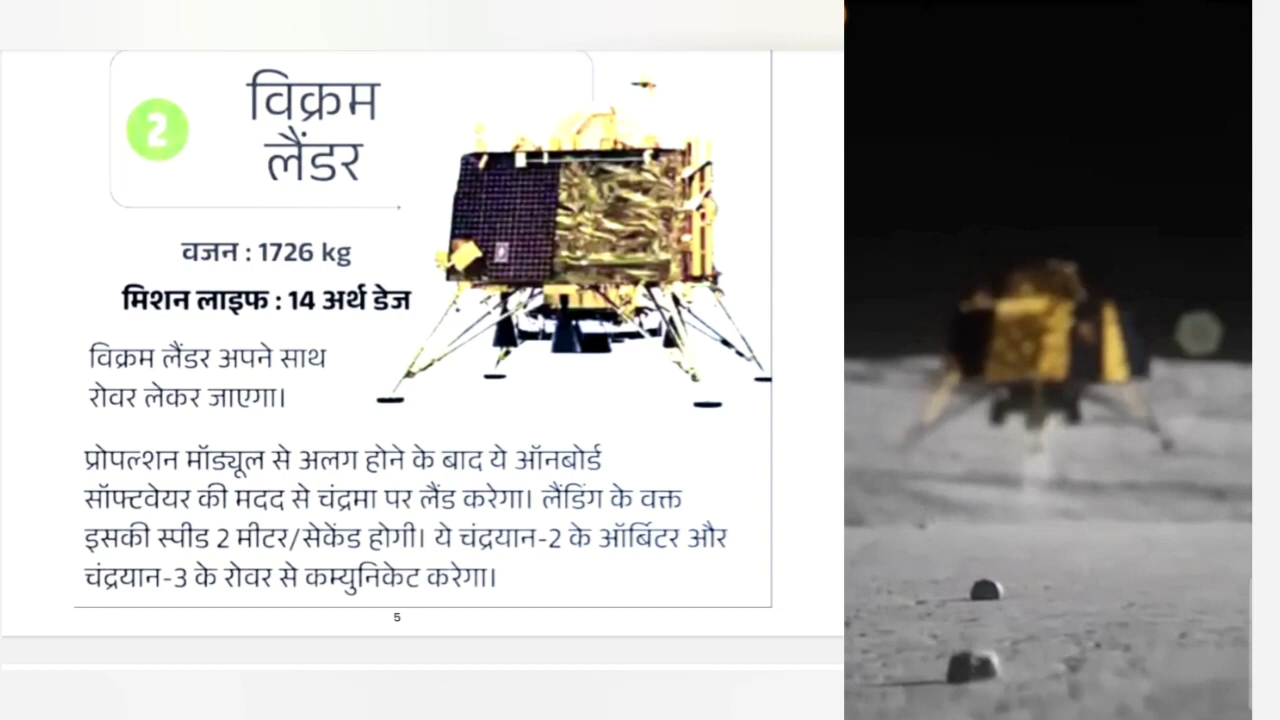 2
विक्रम
लैंडर
वजन : 1726 kg
मिशन लाइफ : 14 अर्थ डेज
विक्रम लैंडर अपने साथ
रोवर लेकर जाएगा।
प्रोपल्शन मॉड्यूल से अलग होने के बाद ये ऑनबोर्ड
सॉफ्टवेयर की मदद से चंद्रमा पर लैंड करेगा। लैंडिंग के वक्त
इसकी स्पीड 2 मीटर/सेकेंड होगी। ये चंद्रयान-2 के ऑर्बिटर और
चंद्रयान-3 के रोवर से कम्युनिकेट करेगा।
5